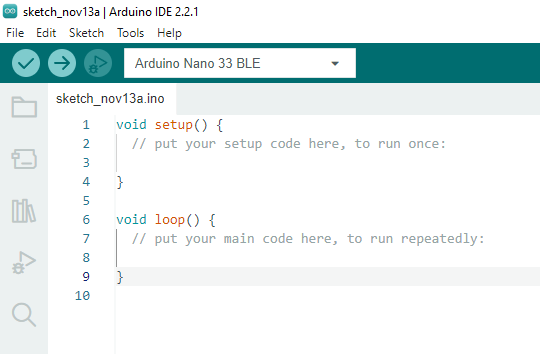 sketch_nov13a | Arduino IDE 2.2.1
File Edit Sketch Tools Help
Arduino Nano 33 BLE
sketch_nov13a.ino
1 void setup() {
2 // put your setup code here, to run once:
3
4 }
5
6 void loop() {
7 // put your main code here, to run repeatedly:
8
9 }
10